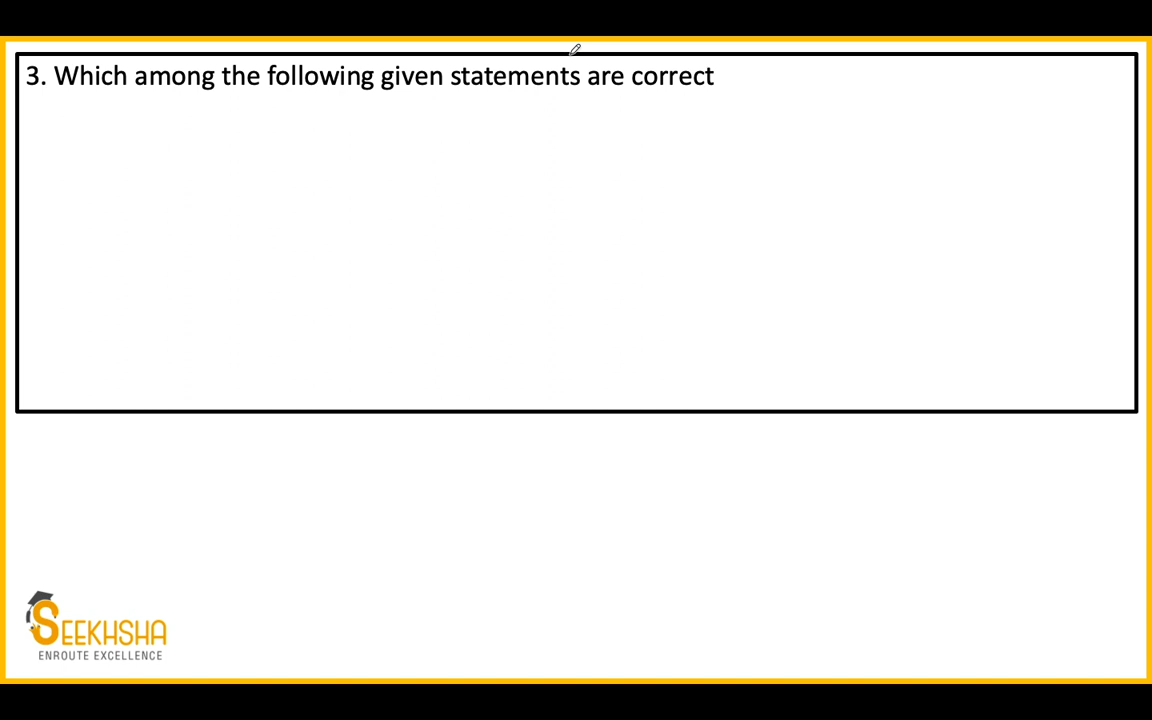 3. Which among the following given statements are correct
SEEKHSHA
ENROUTE EXCELLENCE